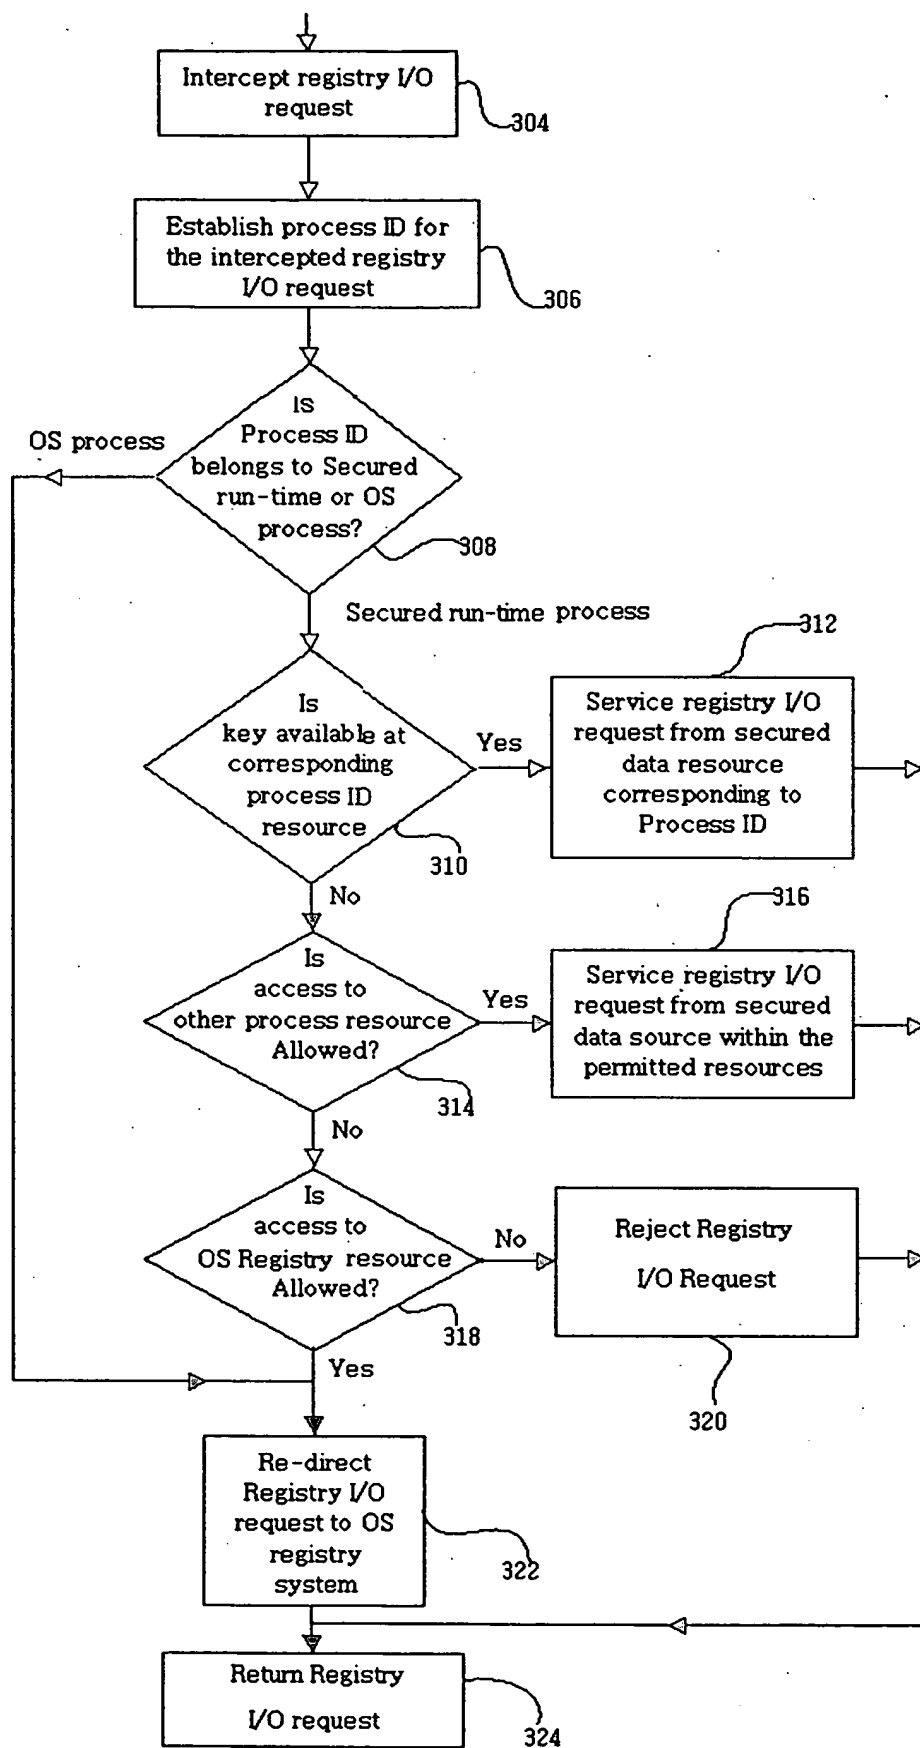 Intercept registry I/O
request
304
Establish process ID for
the intercepted registry
I/O request
306
Is
Process ID
belongs to Secured
run-time or OS
process?
308
OS process
Secured run-time process
Is
key available at
corresponding
process ID
resource
310
Yes
312
Service registry I/O
request from secured
data resource
corresponding to
Process ID
No
Is
access to
other process resource
Allowed?
314
Yes
316
Service registry I/O
request from secured
data source within the
permitted resources
No
Is
access to
OS Registry resource
Allowed?
318
No
Reject Registry
I/O Request
320
Yes
Re-direct
Registry I/O
request to OS
registry
system
322
Return Registry
I/O request
324